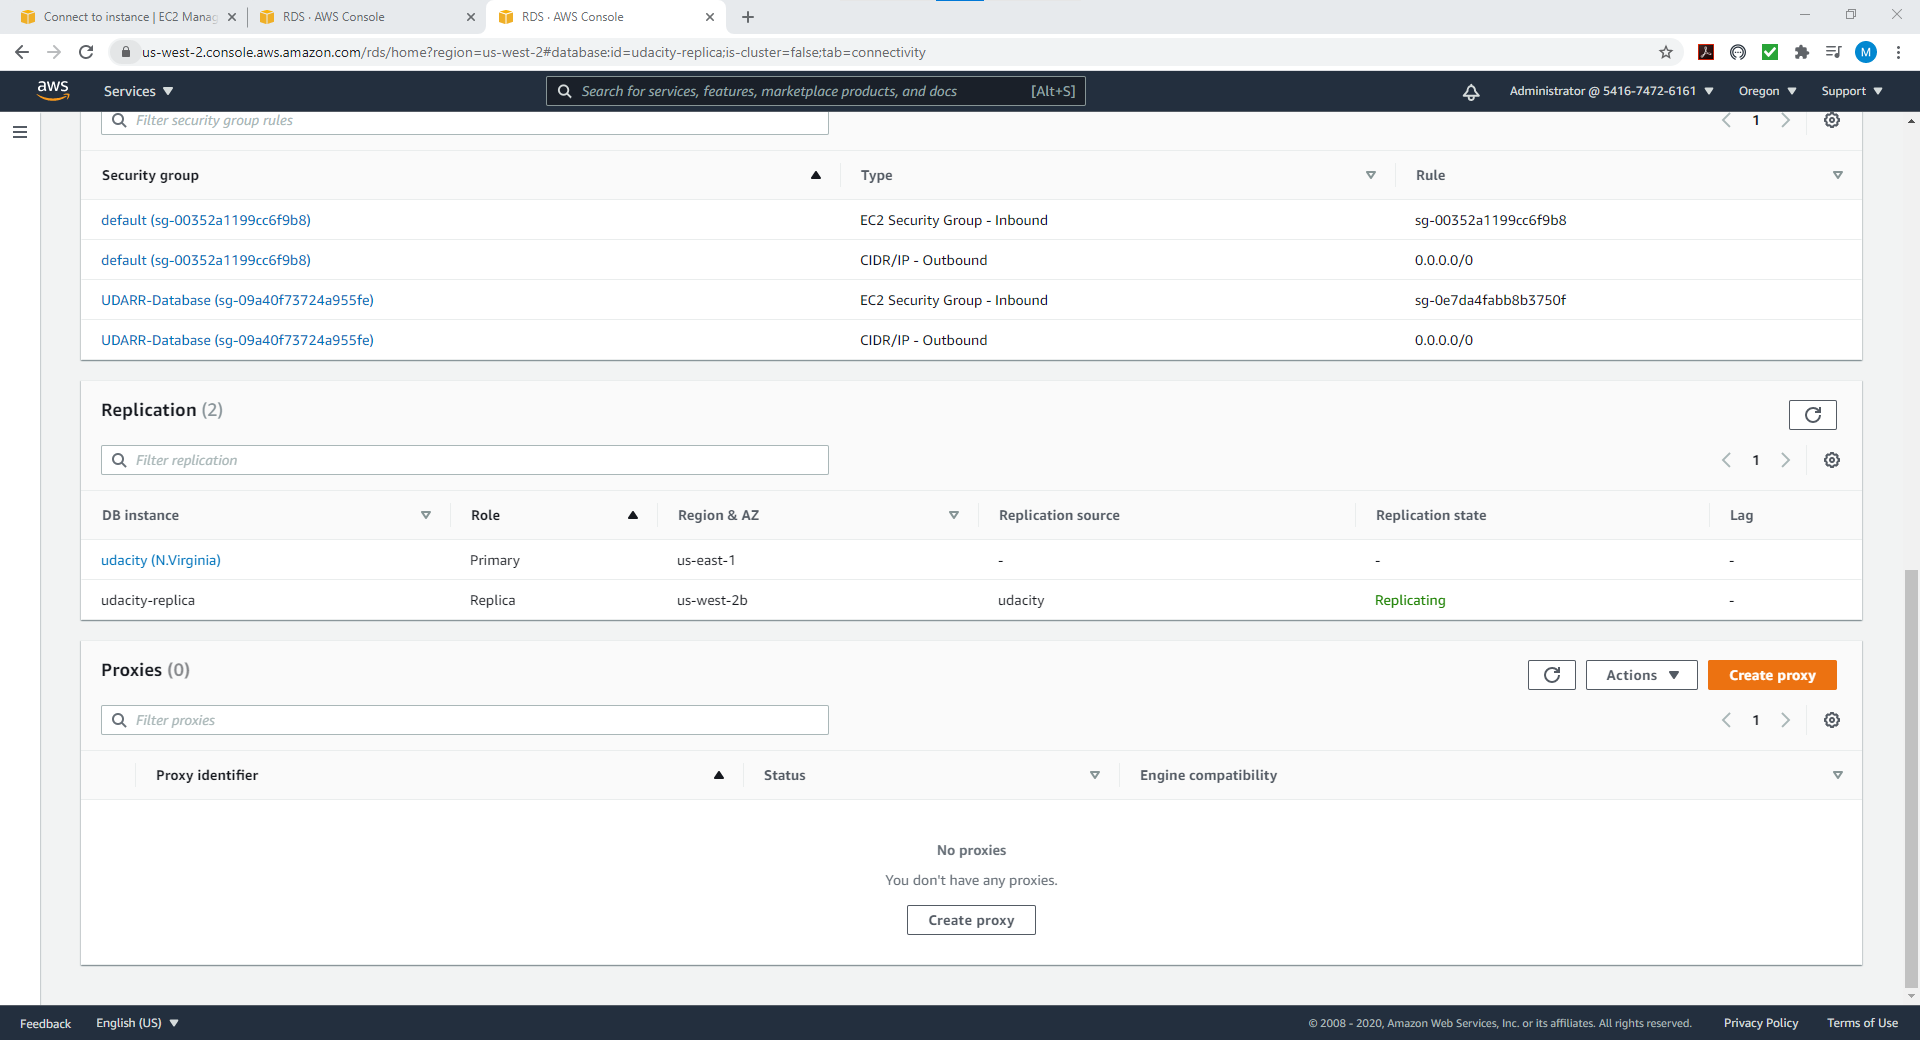 Connect to instance | EC2 Manag
RDS · AWS Console
RDS · AWS Console
us-west-2.console.aws.amazon.com/rds/home?region=us-west-2#database:id=udacity-replica;is-cluster=false;tab=connectivity
M
aws
Services
Search for services, features, marketplace products, and docs [Alt+S]
Administrator @ 5416-7472-6161
Oregon
Support
Filter security group rules
1
Security group Type Rule
default (sg-00352a1199cc6f9b8) EC2 Security Group - Inbound sg-00352a1199cc6f9b8
default (sg-00352a1199cc6f9b8) CIDR/IP - Outbound 0.0.0.0/0
UDARR-Database (sg-09a40f73724a955fe) EC2 Security Group - Inbound sg-0e7da4fabb8b3750f
UDARR-Database (sg-09a40f73724a955fe) CIDR/IP - Outbound 0.0.0.0/0
Replication (2)
Filter replication
1
DB instance Role Region & AZ Replication source Replication state Lag
udacity (N.Virginia) Primary us-east-1 - - -
udacity-replica Replica us-west-2b udacity Replicating -
Proxies (0)
Actions
Create proxy
Filter proxies
1
Proxy identifier Status Engine compatibility
No proxies
You don't have any proxies.
Create proxy
Feedback
English (US)
© 2008 - 2020, Amazon Web Services, Inc. or its affiliates. All rights reserved.
Privacy Policy
Terms of Use